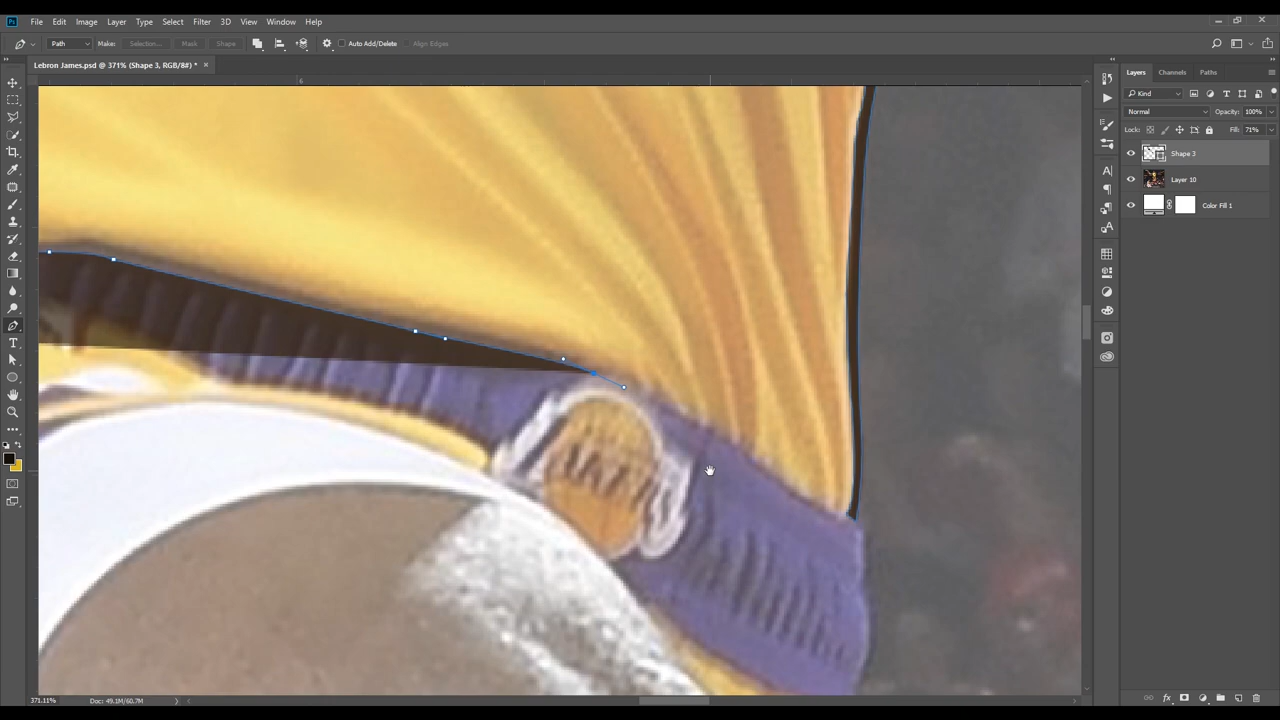 Ps File Edit Image Layer Type Select Filter 3D View Window Help
Path Make: Selection... Mask Shape Auto Add/Delete Align Edges
Lebron James.psd @ 371% (Shape 3, RGB/8#) * ×
6
Layers Channels Paths
Kind
Normal Opacity: 100%
Lock: Fill: 71%
Shape 3
Layer 10
Color Fill 1
371.11% Doc: 49.1M/60.7M